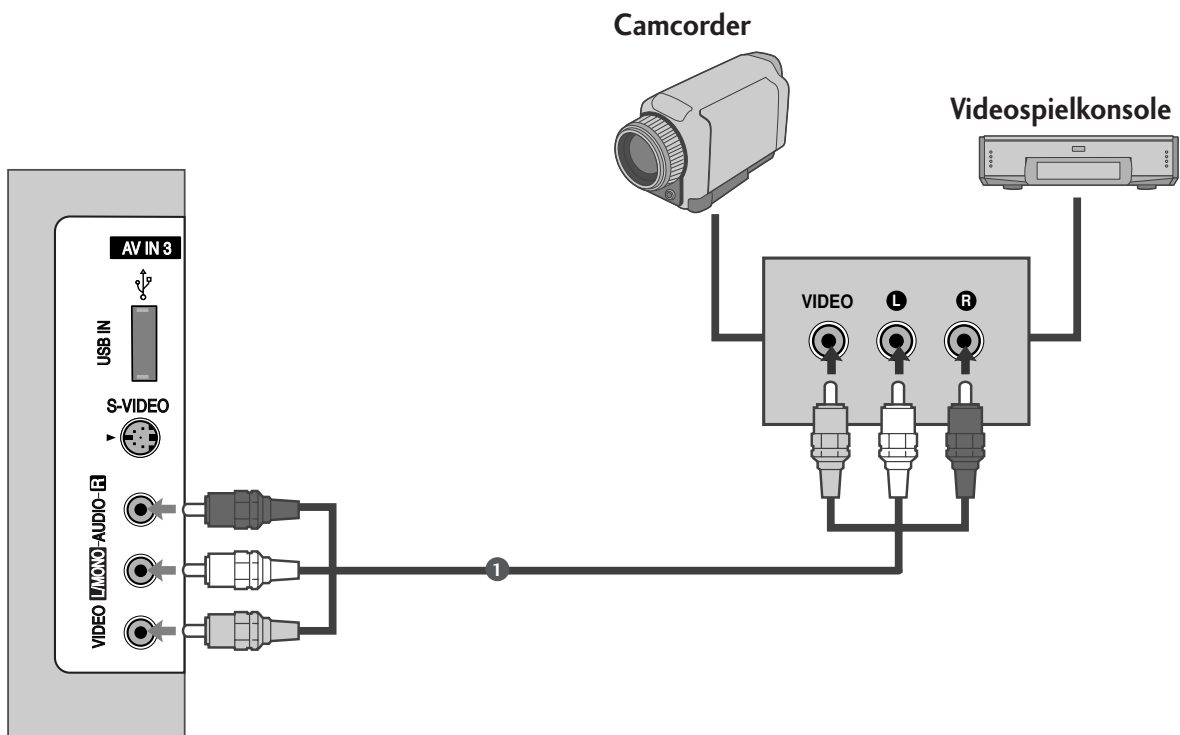 Camcorder
Videospielkonsole
AV IN 3
USB IN
S-VIDEO
VIDEO L/MONO-AUDIO-R
VIDEO L R
1